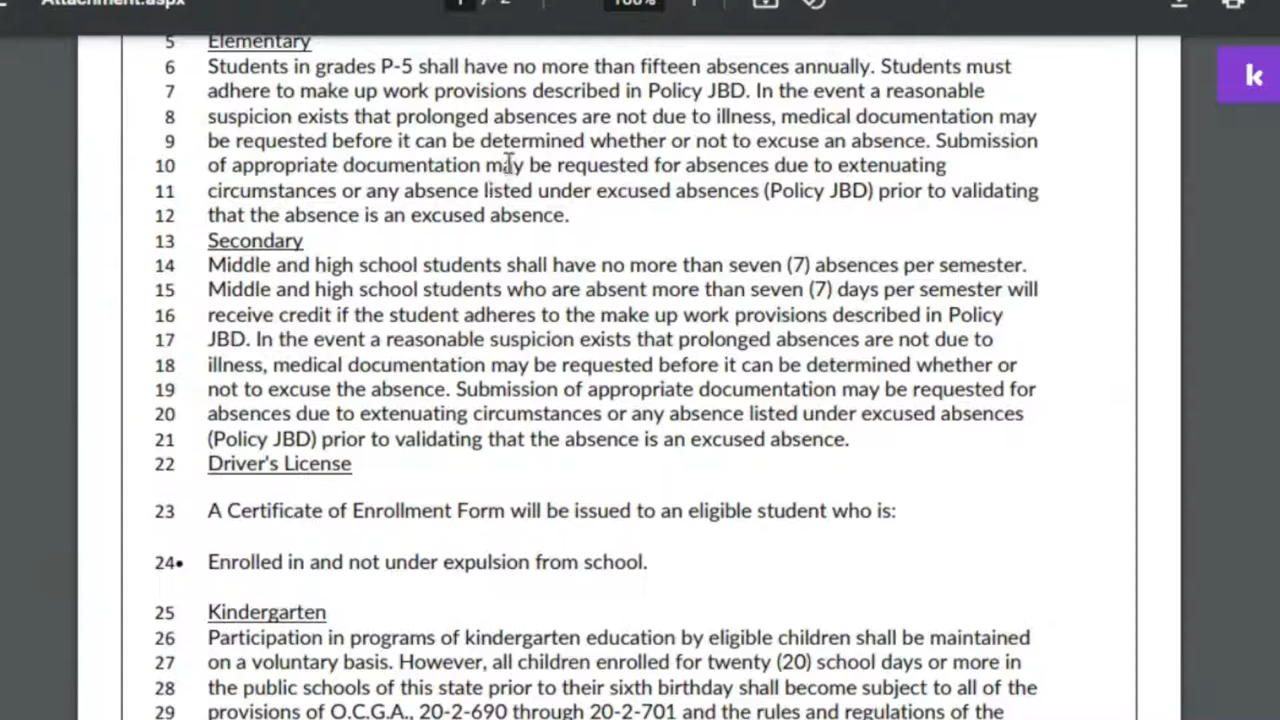 Attachment.aspx
100%
5 Elementary
6 Students in grades P-5 shall have no more than fifteen absences annually. Students must
7 adhere to make up work provisions described in Policy JBD. In the event a reasonable
8 suspicion exists that prolonged absences are not due to illness, medical documentation may
9 be requested before it can be determined whether or not to excuse an absence. Submission
10 of appropriate documentation may be requested for absences due to extenuating
11 circumstances or any absence listed under excused absences (Policy JBD) prior to validating
12 that the absence is an excused absence.
13 Secondary
14 Middle and high school students shall have no more than seven (7) absences per semester.
15 Middle and high school students who are absent more than seven (7) days per semester will
16 receive credit if the student adheres to the make up work provisions described in Policy
17 JBD. In the event a reasonable suspicion exists that prolonged absences are not due to
18 illness, medical documentation may be requested before it can be determined whether or
19 not to excuse the absence. Submission of appropriate documentation may be requested for
20 absences due to extenuating circumstances or any absence listed under excused absences
21 (Policy JBD) prior to validating that the absence is an excused absence.
22 Driver's License
23 A Certificate of Enrollment Form will be issued to an eligible student who is:
24• Enrolled in and not under expulsion from school.
25 Kindergarten
26 Participation in programs of kindergarten education by eligible children shall be maintained
27 on a voluntary basis. However, all children enrolled for twenty (20) school days or more in
28 the public schools of this state prior to their sixth birthday shall become subject to all of the
29 provisions of O.C.G.A., 20-2-690 through 20-2-701 and the rules and regulations of the
k